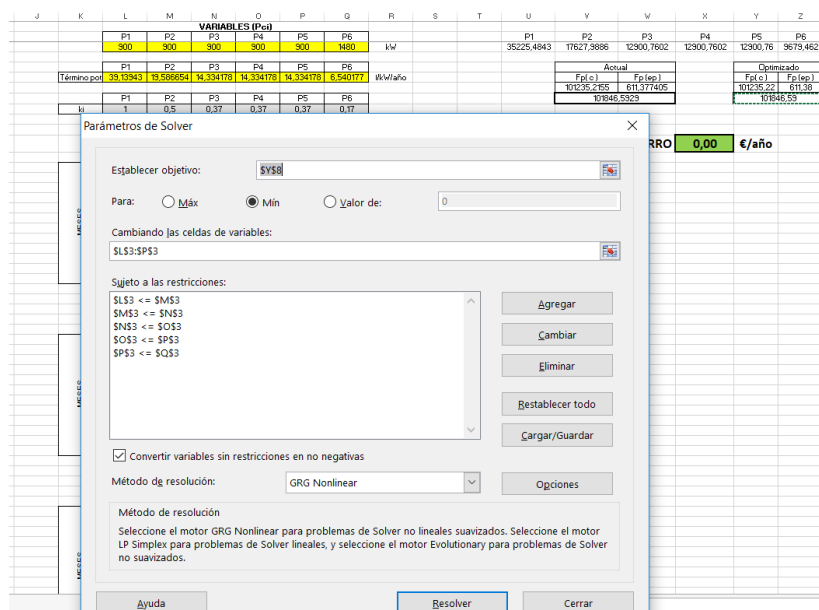 J K L M N O P Q R S T U V W X Y Z
VARIABLES (Pci)
P1 P2 P3 P4 P5 P6 P1 P2 P3 P4 P5 P6
900 900 900 900 900 1480 kW 35225,4843 17627,9886 12900,7602 12900,7602 12900,76 9679,462
P1 P2 P3 P4 P5 P6 Actual Optimizado
Término por 39,13943 19,586654 14,334178 14,334178 14,334178 6,540177 Fp( c ) Fp(ep) Fp( c ) Fp(ep)
101235,2155 611,377405 101235,22 611,38
P1 P2 P3 P4 P5 P6 101846,5929 101846,59
ki 1 0,5 0,37 0,37 0,37 0,17
Parámetros de Solver
RRO 0,00 €/año
Establecer objetivo: $Y$8
Para: Máx Mín Valor de: 0
Cambiando las celdas de variables:
$L$3:$P$3
Sujeto a las restricciones:
$L$3 <= $M$3
$M$3 <= $N$3
$N$3 <= $O$3
$O$3 <= $P$3
$P$3 <= $Q$3
Agregar
Cambiar
Eliminar
Restablecer todo
Cargar/Guardar
Convertir variables sin restricciones en no negativas
Método de resolución: GRG Nonlinear Opciones
Método de resolución
Seleccione el motor GRG Nonlinear para problemas de Solver no lineales suavizados. Seleccione el motor
LP Simplex para problemas de Solver lineales, y seleccione el motor Evolutionary para problemas de Solver
no suavizados.
Ayuda Resolver Cerrar